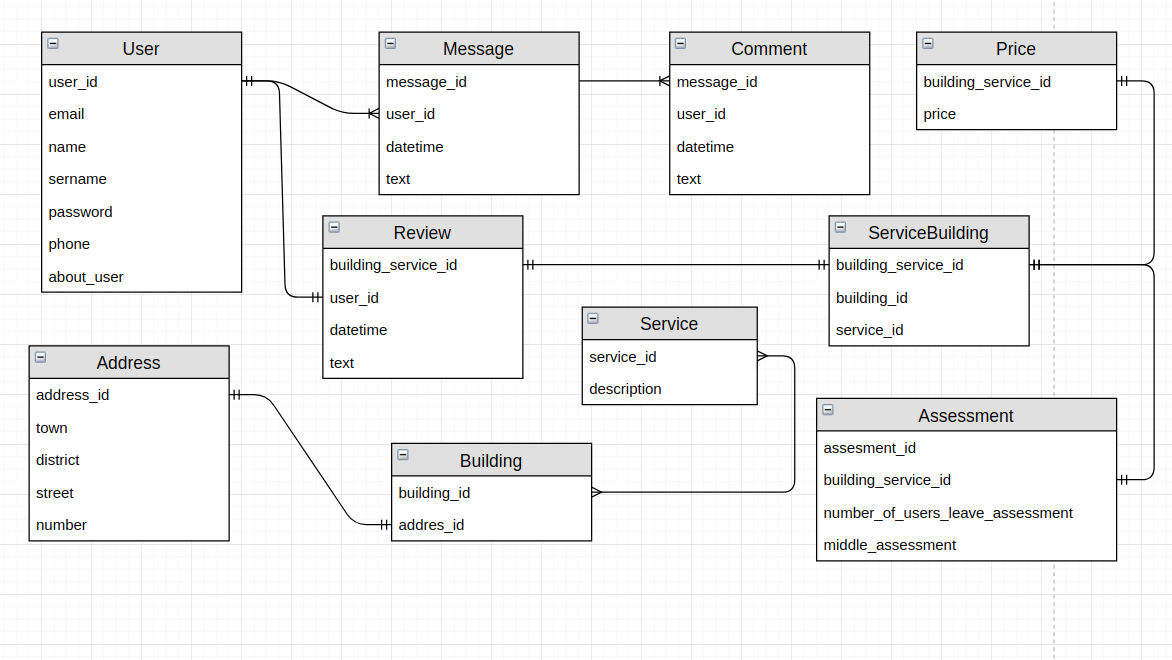 User
user_id
email
name
sername
password
phone
about_user
Message
message_id
user_id
datetime
text
Comment
message_id
user_id
datetime
text
Price
building_service_id
price
Review
building_service_id
user_id
datetime
text
ServiceBuilding
building_service_id
building_id
service_id
Service
service_id
description
Address
address_id
town
district
street
number
Building
building_id
addres_id
Assessment
assesment_id
building_service_id
number_of_users_leave_assessment
middle_assessment